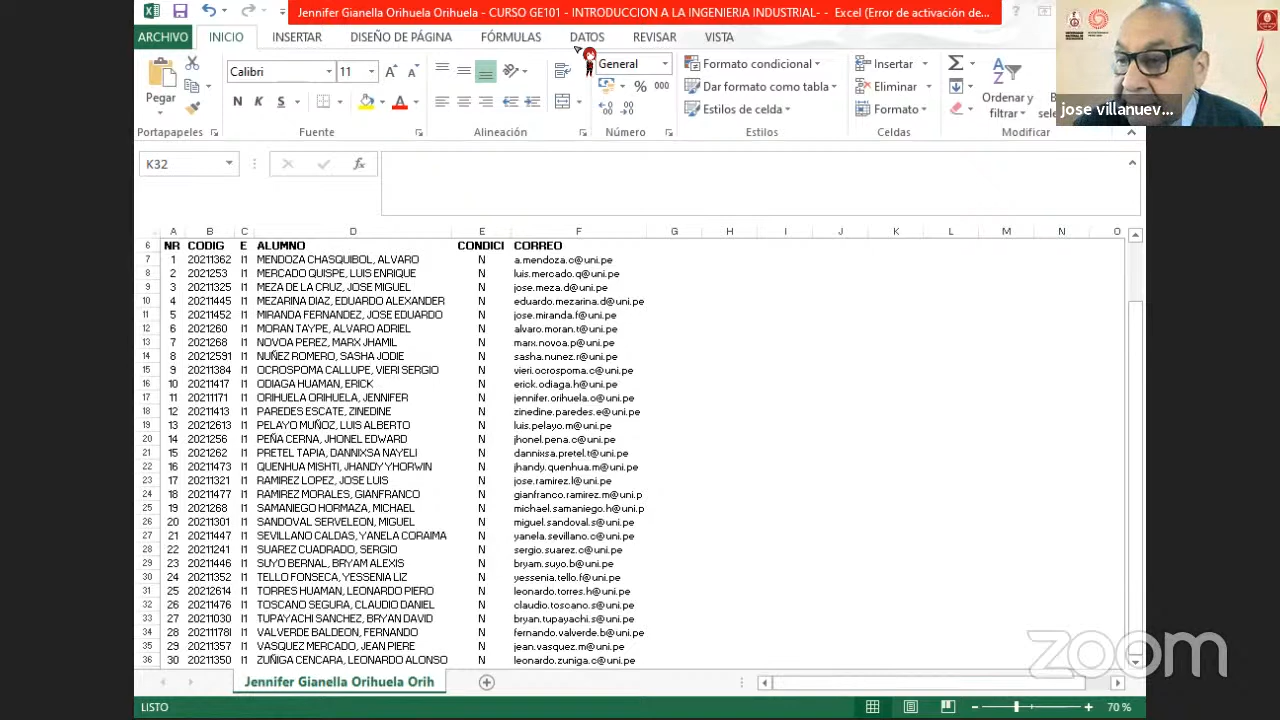 Jennifer Gianella Orihuela Orihuela - CURSO GE101 - INTRODUCCION A LA INGENIERIA INDUSTRIAL- - Excel (Error de activación de...
ARCHIVO INICIO INSERTAR DISEÑO DE PÁGINA FÓRMULAS DATOS REVISAR VISTA
Pegar
Calibri 11
N K S
General
% 000
Formato condicional
Dar formato como tabla
Estilos de celda
Insertar
Eliminar
Formato
Ordenar y
filtrar
Portapapeles Fuente Alineación Número Estilos Celdas Modificar
jose villanuev...
K32 fx
A B C D E F G H I J K L M N O
6 NR CODIG E ALUMNO CONDICI CORREO
7 1 20211362 I1 MENDOZA CHASQUIBOL, ALVARO N a.mendoza.c@uni.pe
8 2 2021253 I1 MERCADO QUISPE, LUIS ENRIQUE N luis.mercado.q@uni.pe
9 3 20211325 I1 MEZA DE LA CRUZ, JOSE MIGUEL N jose.meza.d@uni.pe
10 4 20211445 I1 MEZARINA DIAZ, EDUARDO ALEXANDER N eduardo.mezarina.d@uni.pe
11 5 20211452 I1 MIRANDA FERNANDEZ, JOSE EDUARDO N jose.miranda.f@uni.pe
12 6 2021260 I1 MORAN TAYPE, ALVARO ADRIEL N alvaro.moran.t@uni.pe
13 7 2021268 I1 NOVOA PEREZ, MARX JHAMIL N marx.novoa.p@uni.pe
14 8 20212591 I1 NUÑEZ ROMERO, SASHA JODIE N sasha.nunez.r@uni.pe
15 9 20211384 I1 OCROSPOMA CALLUPE, VIERI SERGIO N vieri.ocrospoma.c@uni.pe
16 10 20211417 I1 ODIAGA HUAMAN, ERICK N erick.odiaga.h@uni.pe
17 11 20211171 I1 ORIHUELA ORIHUELA, JENNIFER N jennifer.orihuela.o@uni.pe
18 12 20211413 I1 PAREDES ESCATE, ZINEDINE N zinedine.paredes.e@uni.pe
19 13 20212613 I1 PELAYO MUÑOZ, LUIS ALBERTO N luis.pelayo.m@uni.pe
20 14 2021256 I1 PEÑA CERNA, JHONEL EDWARD N jhonel.pena.c@uni.pe
21 15 2021262 I1 PRETEL TAPIA, DANNIXSA NAYELI N dannixsa.pretel.t@uni.pe
22 16 20211473 I1 QUENHUA MISHTI, JHANDY YHORWIN N jhandy.quenhua.m@uni.pe
23 17 20211321 I1 RAMIREZ LOPEZ, JOSE LUIS N jose.ramirez.l@uni.pe
24 18 20211477 I1 RAMIREZ MORALES, GIANFRANCO N gianfranco.ramirez.m@uni.p
25 19 2021268 I1 SAMANIEGO HORMAZA, MICHAEL N michael.samaniego.h@uni.p
26 20 20211301 I1 SANDOVAL SERVELEON, MIGUEL N miguel.sandoval.s@uni.pe
27 21 20211447 I1 SEVILLANO CALDAS, YANELA CORAIMA N yanela.sevillano.c@uni.pe
28 22 20211241 I1 SUAREZ CUADRADO, SERGIO N sergio.suarez.c@uni.pe
29 23 20211446 I1 SUYO BERNAL, BRYAM ALEXIS N bryam.suyo.b@uni.pe
30 24 20211352 I1 TELLO FONSECA, YESSENIA LIZ N yessenia.tello.f@uni.pe
31 25 20212614 I1 TORRES HUAMAN, LEONARDO PIERO N leonardo.torres.h@uni.pe
32 26 20211476 I1 TOSCANO SEGURA, CLAUDIO DANIEL N claudio.toscano.s@uni.pe
33 27 20211030 I1 TUPAYACHI SANCHEZ, BRYAN DAVID N bryan.tupayachi.s@uni.pe
34 28 20211178I I1 VALVERDE BALDEON, FERNANDO N fernando.valverde.b@uni.pe
35 29 20211357 I1 VASQUEZ MERCADO, JEAN PIERE N jean.vasquez.m@uni.pe
36 30 20211350 I1 ZUÑIGA CENCARA, LEONARDO ALONSO N leonardo.zuniga.c@uni.pe
zoom
Jennifer Gianella Orihuela Orih
LISTO 70 %